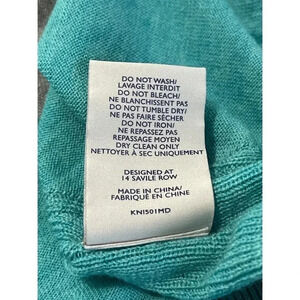 DO NOT WASH/
LAVAGE INTERDIT
DO NOT BLEACH/
NE BLANCHISSENT PAS
DO NOT TUMBLE DRY/
NE PAS FAIRE SÉCHER
DO NOT IRON/
NE REPASSEZ PAS
REPASSAGE MOYEN
DRY CLEAN ONLY
NETTOYER À SEC UNIQUEMENT
DESIGNED AT
14 SAVILE ROW
MADE IN CHINA/
FABRIQUÉ EN CHINE
KNI501MD